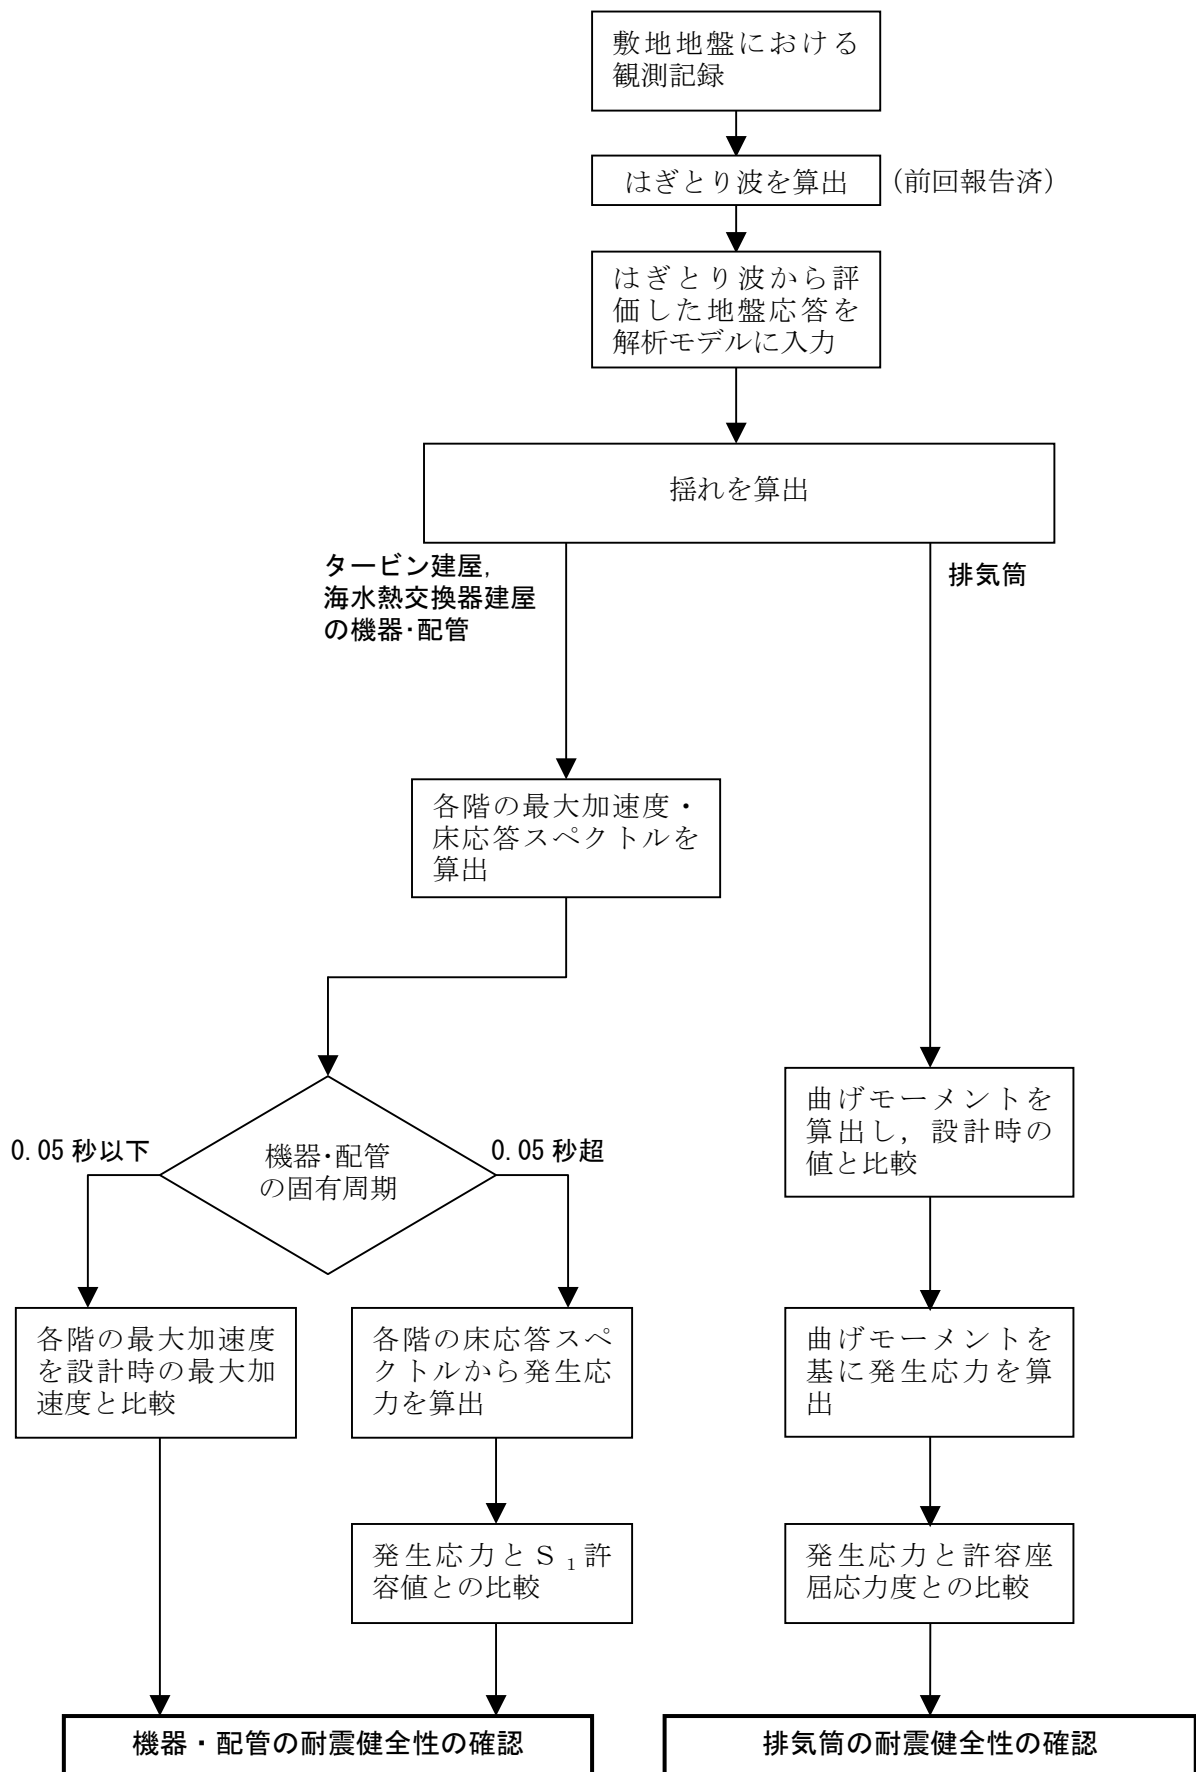 敷地地盤における
観測記録
はぎとり波を算出
（前回報告済）
はぎとり波から評
価した地盤応答を
解析モデルに入力
揺れを算出
タービン建屋，
海水熱交換器建屋
の機器・配管
排気筒
各階の最大加速度・
床応答スペクトルを
算出
0.05 秒以下
機器・配管
の固有周期
0.05 秒超
曲げモーメントを
算出し，設計時の
値と比較
各階の最大加速度
を設計時の最大加
速度と比較
各階の床応答スペ
クトルから発生応
力を算出
曲げモーメントを
基に発生応力を算
出
発生応力とＳ₁許
容値との比較
発生応力と許容座
屈応力度との比較
機器・配管の耐震健全性の確認
排気筒の耐震健全性の確認